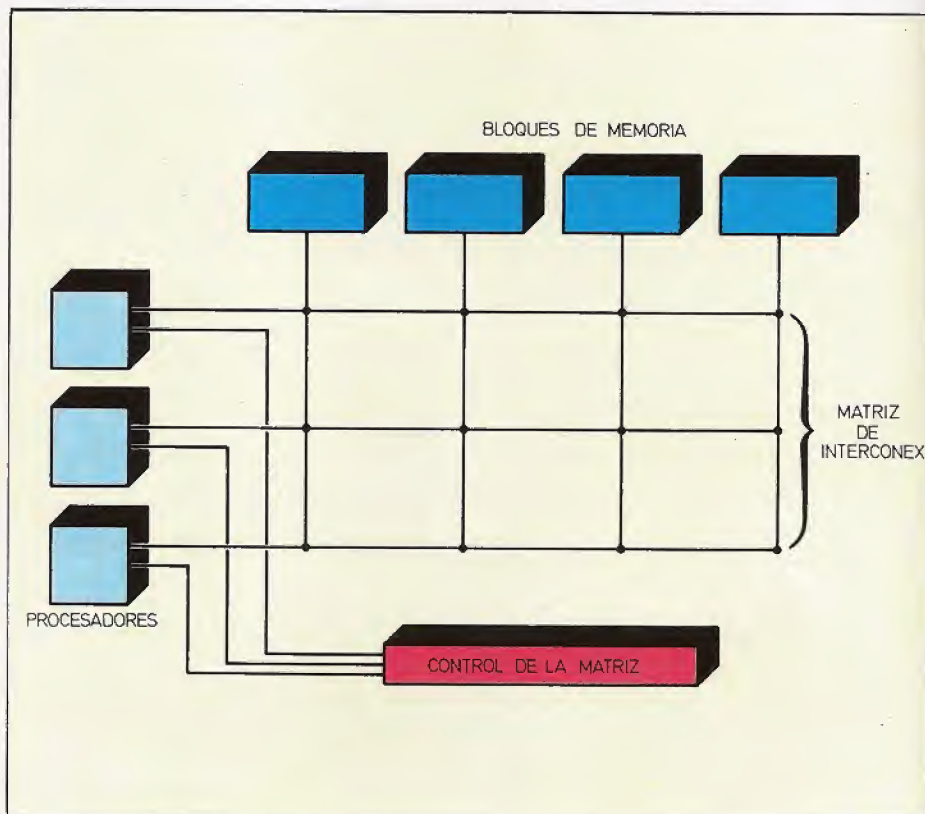 BLOQUES DE MEMORIA
MATRIZ
DE
INTERCONEX
PROCESADORES
CONTROL DE LA MATRIZ